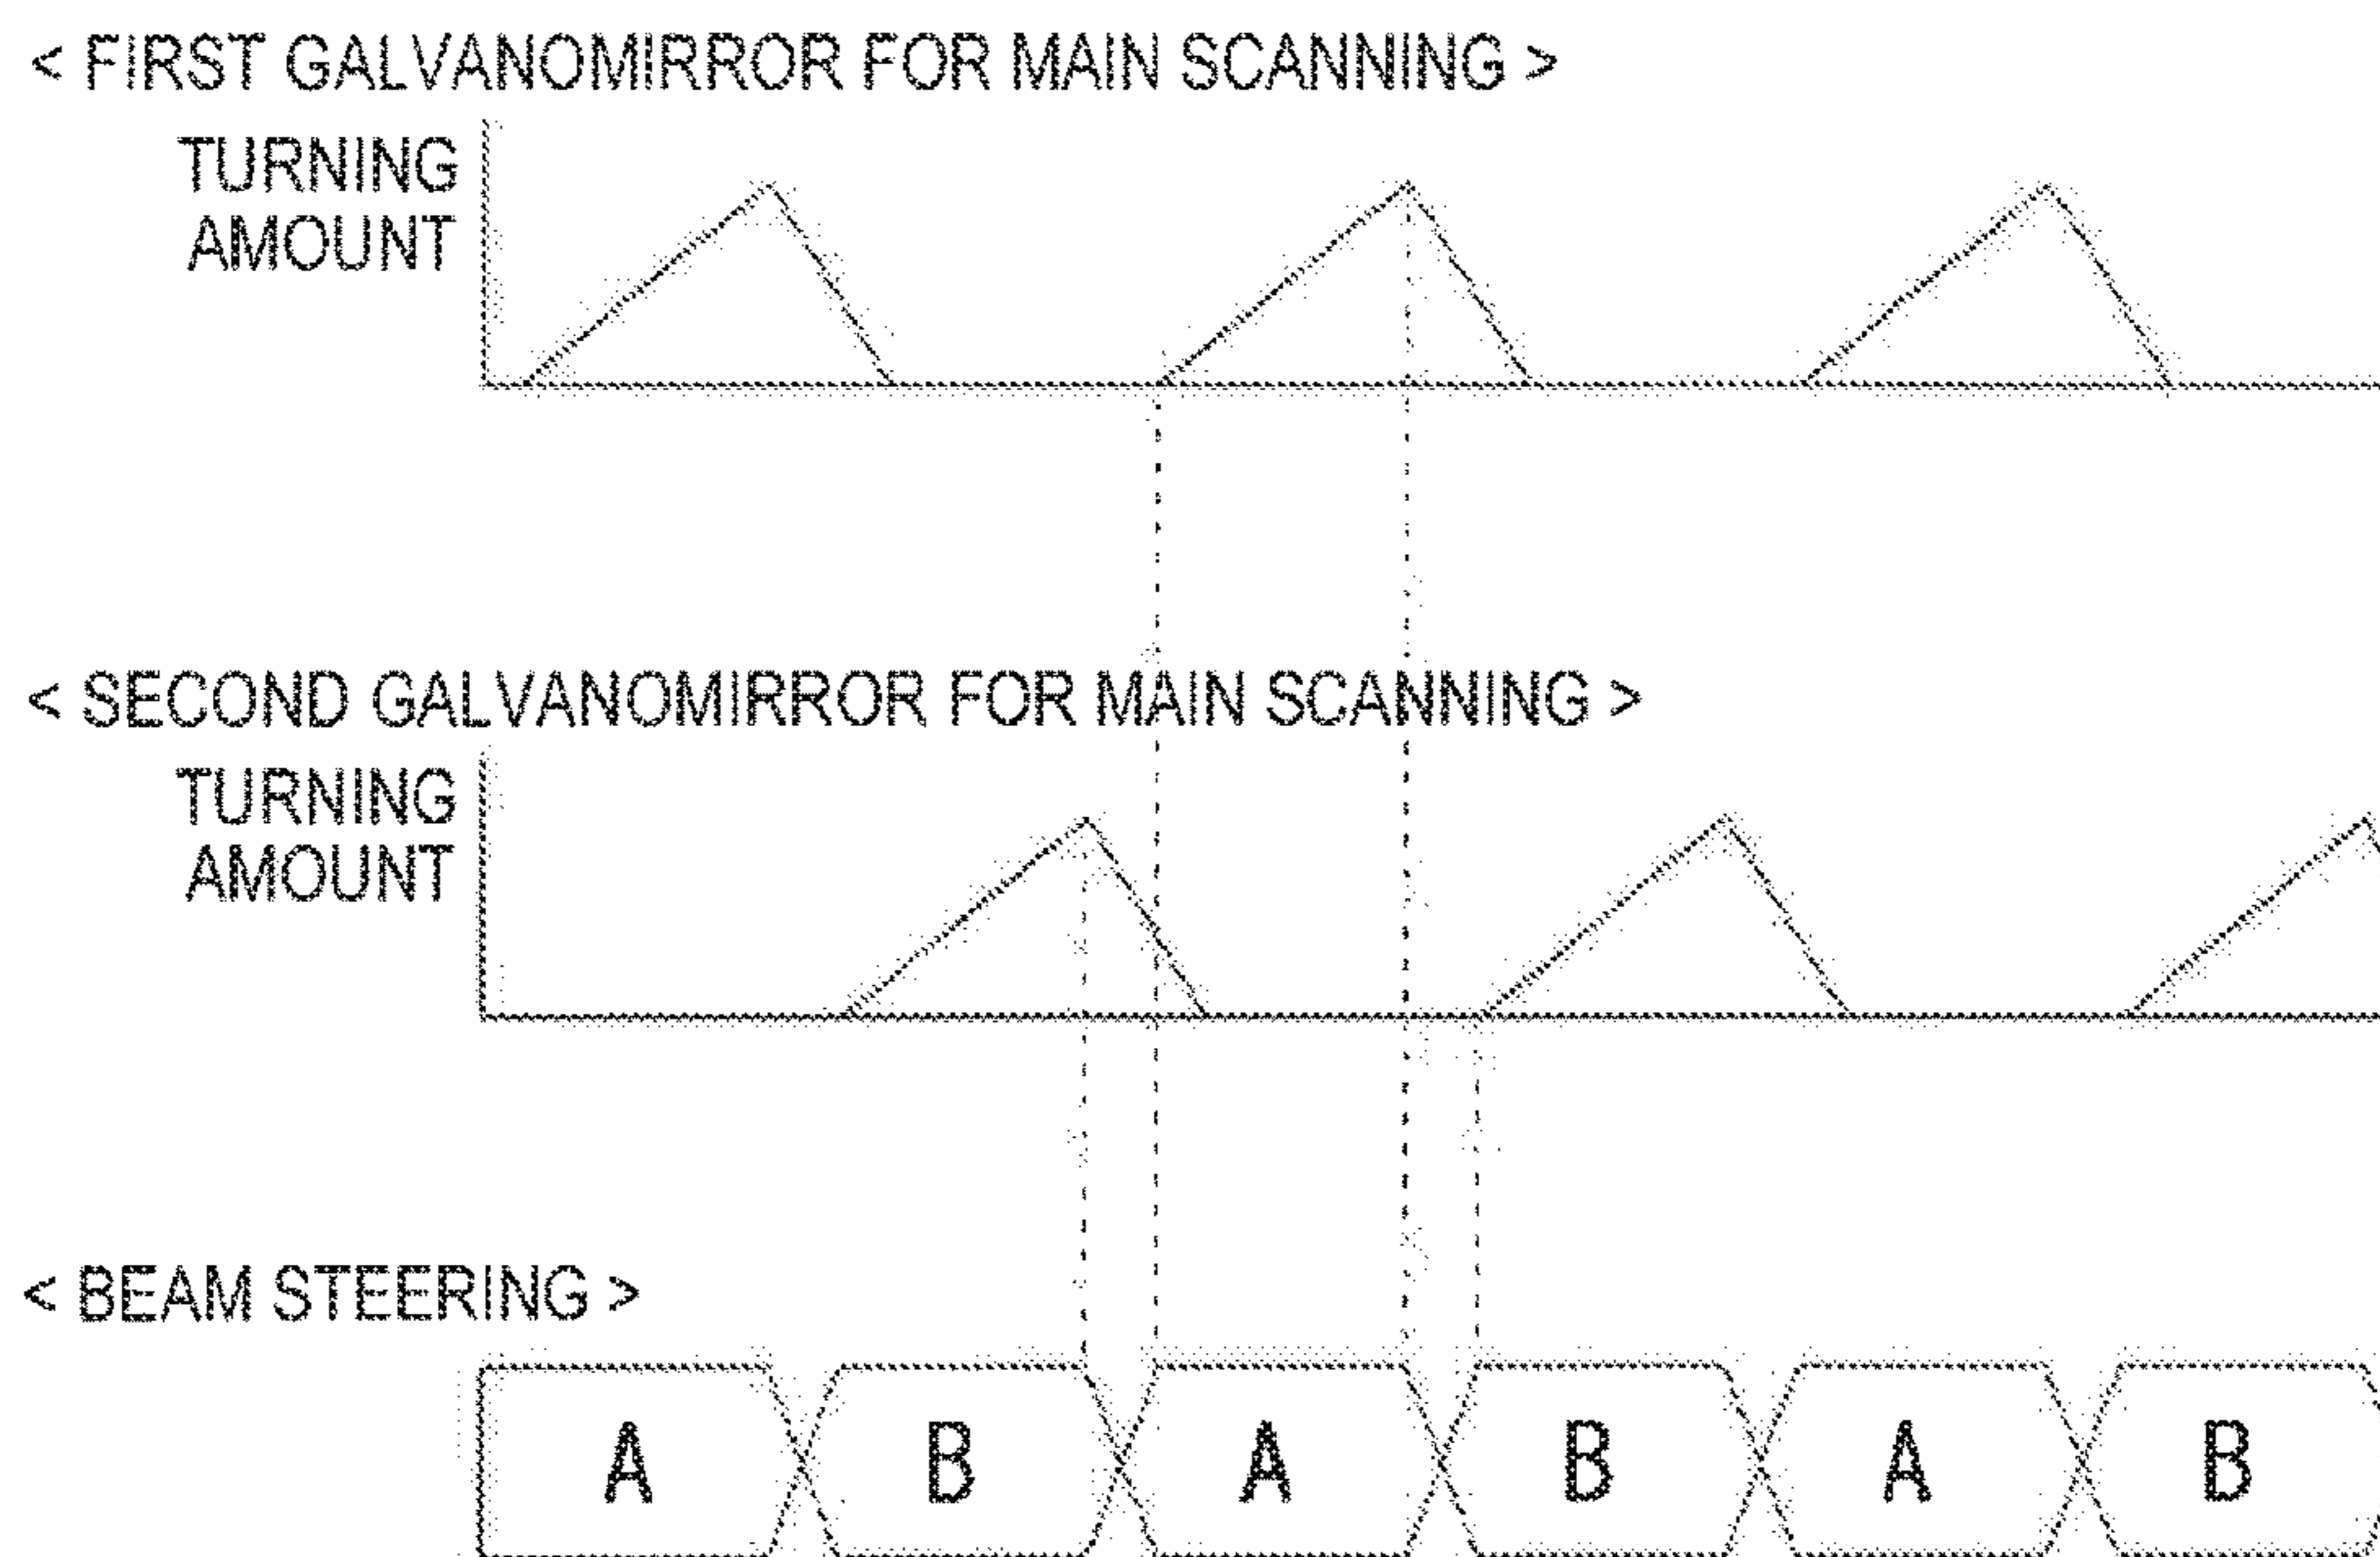 < FIRST GALVANOMIRROR FOR MAIN SCANNING >
TURNING
AMOUNT
< SECOND GALVANOMIRROR FOR MAIN SCANNING >
TURNING
AMOUNT
< BEAM STEERING >
A B A B A B